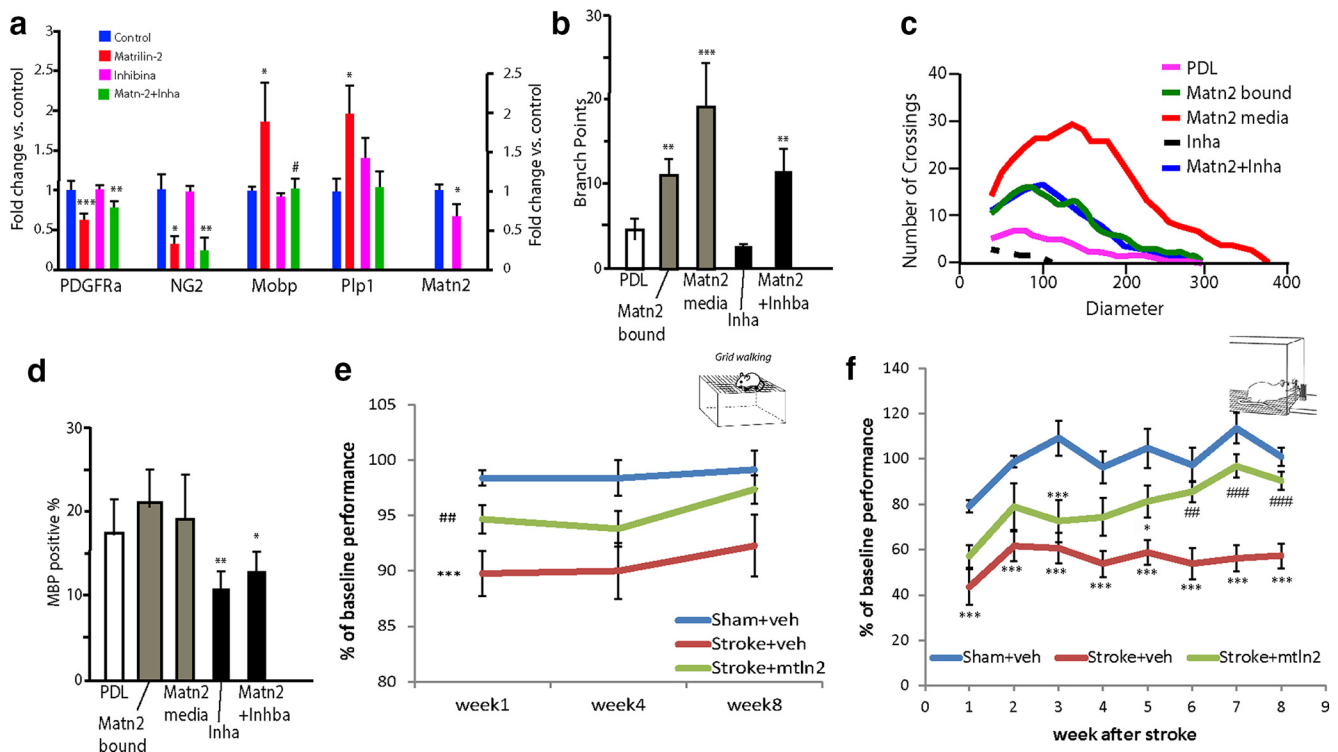 a
Fold change vs. control
3
2.5
2
1.5
1
0.5
0
Control
Matrilin-2
Inhibina
Matn-2+Inha
***
**
*
**
*
#
*
*
2.5
2
1.5
1
0.5
0
Fold change vs. control
PDGFRa NG2 Mobp Plp1 Matn2
b
Branch Points
30
20
10
0
**
***
**
PDL
Matn2
bound
Matn2
media
Inha
Matn2
+Inhba
c
Number of Crossings
40
30
20
10
0
PDL
Matn2 bound
Matn2 media
Inha
Matn2+Inha
0 100 200 300 400
Diameter
d
MBP positive %
30
20
10
0
**
*
PDL
Matn2
bound
Matn2
media
Inha
Matn2
+Inhba
e
Grid walking
% of baseline performance
105
100
95
90
85
80
##
***
Sham+veh
Stroke+veh
Stroke+mtln2
week1 week4 week8
f
% of baseline performance
140
120
100
80
60
40
20
0
***
*
##
###
###
***
***
***
***
***
***
***
***
Sham+veh Stroke+veh Stroke+mtln2
0 1 2 3 4 5 6 7 8 9
week after stroke